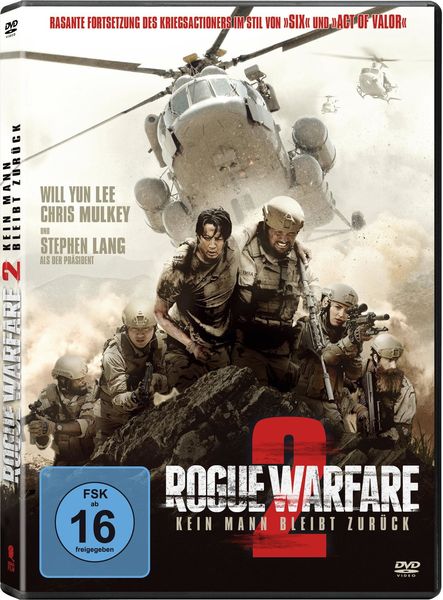 RASANTE FORTSETZUNG DES KRIEGSACTIONERS IM STIL VON »SIX« UND »ACT OF VALOR«
WILL YUN LEE
CHRIS MULKEY
UND
STEPHEN LANG
ALS DER PRÄSIDENT
2
ROGUE WARFARE
KEIN MANN BLEIBT ZURÜCK
FSK
ab
16
freigegeben
DVD
VIDEO
DVD
VIDEO
ROGUE WARFARE 2
KEIN MANN
BLEIBT ZURÜCK